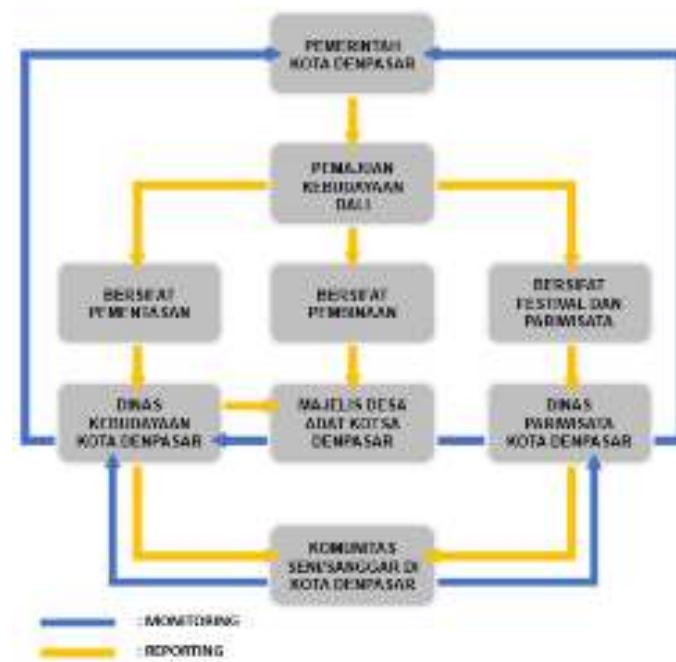 PEMERINTAH
KOTA DENPASAR
PEMAJUAN
KEBUDAYAAN
BALI
BERSIFAT
PEMENTASAN
BERSIFAT
PEMBINAAN
BERSIFAT
FESTIVAL DAN
PARIWISATA
DINAS
KEBUDAYAAN
KOTA DENPASAR
MAJELIS DESA
ADAT KOTSA
DENPASAR
DINAS
PARIWISATA
KOTA DENPASAR
KOMUNITAS
SENI/SANGGAR DI
KOTA DENPASAR
: MONITORING
: REPORTING